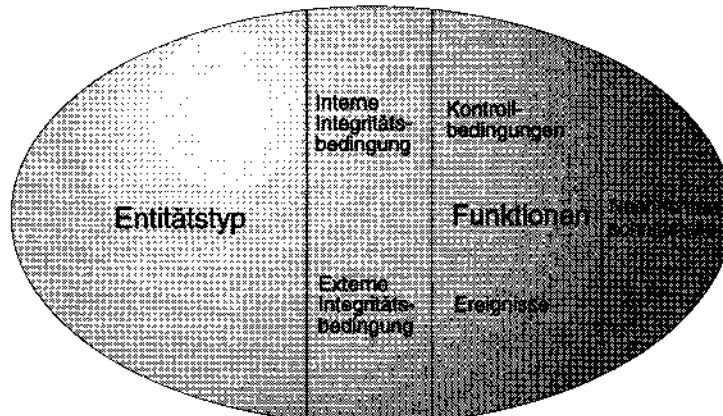 Interne
Integritäts-
bedingung
Kontroll-
bedingungen
Entitätstyp
Funktionen
Externe
Integritäts-
bedingung
Ereignisse